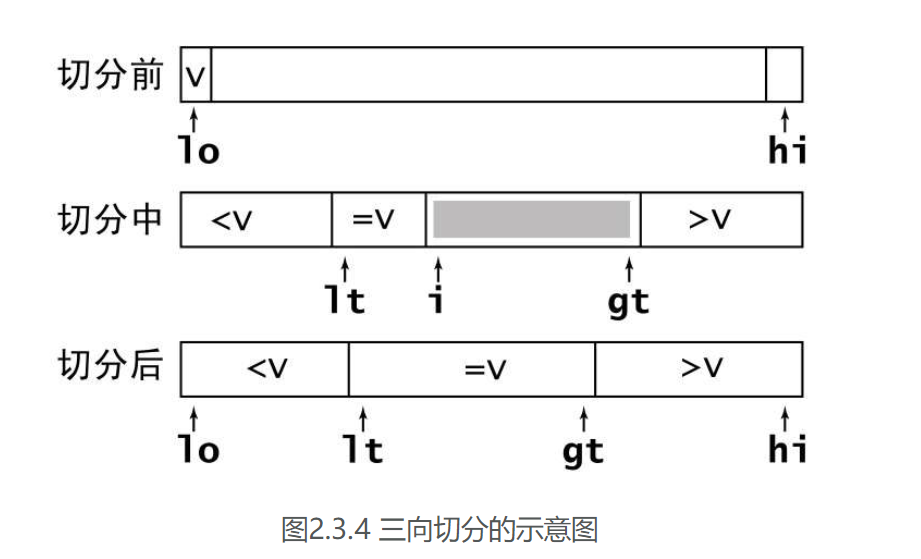 切分前 v
lo hi
切分中 <v =v >v
lt i gt
切分后 <v =v >v
lo lt gt hi
图2.3.4 三向切分的示意图